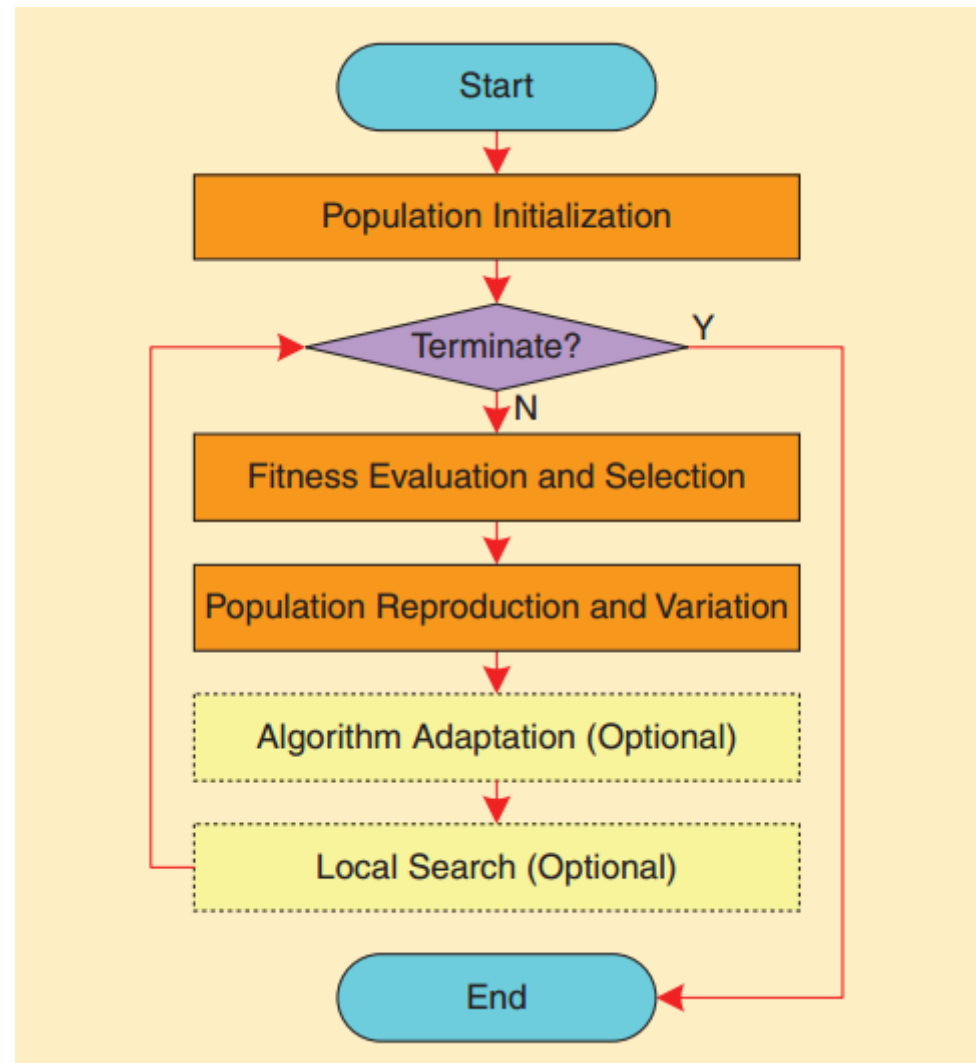 Start
Population Initialization
Terminate?
Y
N
Fitness Evaluation and Selection
Population Reproduction and Variation
Algorithm Adaptation (Optional)
Local Search (Optional)
End